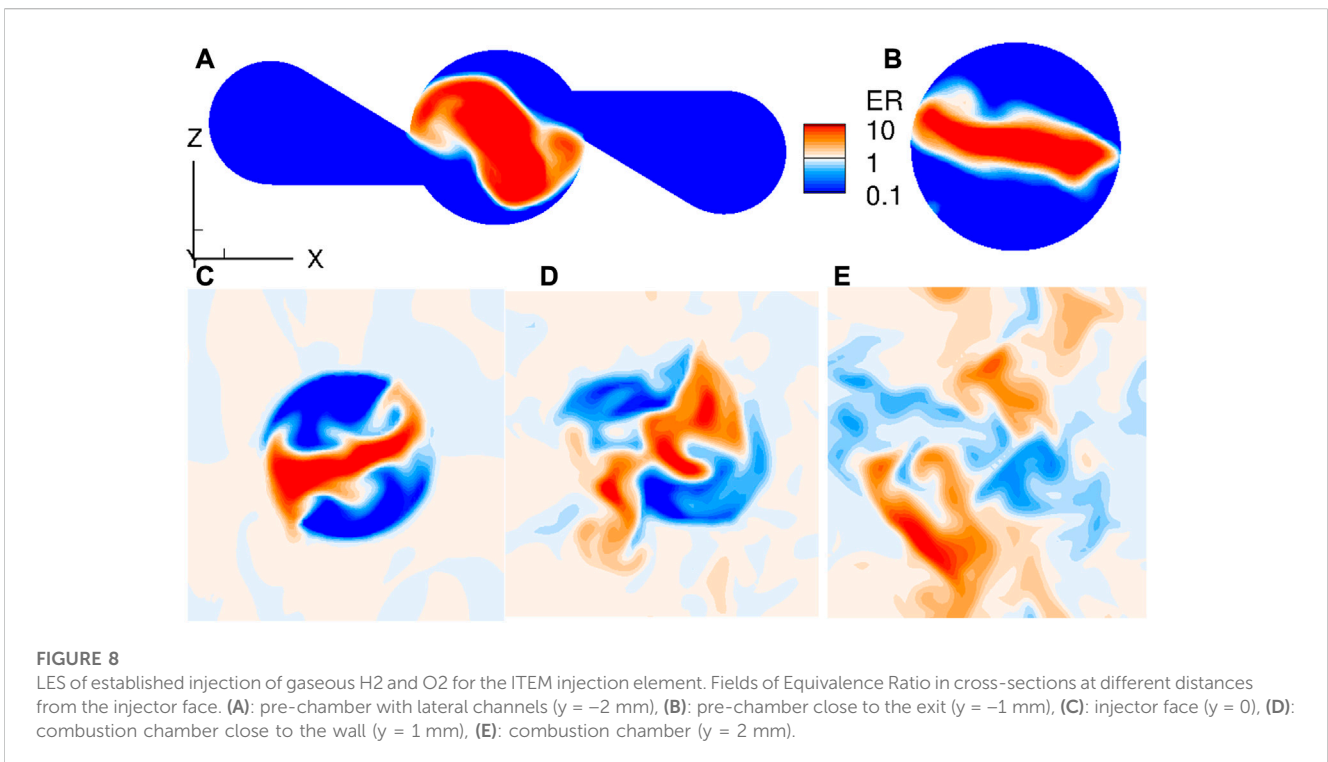 A
B
ER
10
1
0.1
Z
Y
X
C
D
E
FIGURE 8
LES of established injection of gaseous H2 and O2 for the ITEM injection element. Fields of Equivalence Ratio in cross-sections at different distances
from the injector face. (A): pre-chamber with lateral channels (y = −2 mm), (B): pre-chamber close to the exit (y = −1 mm), (C): injector face (y = 0), (D):
combustion chamber close to the wall (y = 1 mm), (E): combustion chamber (y = 2 mm).